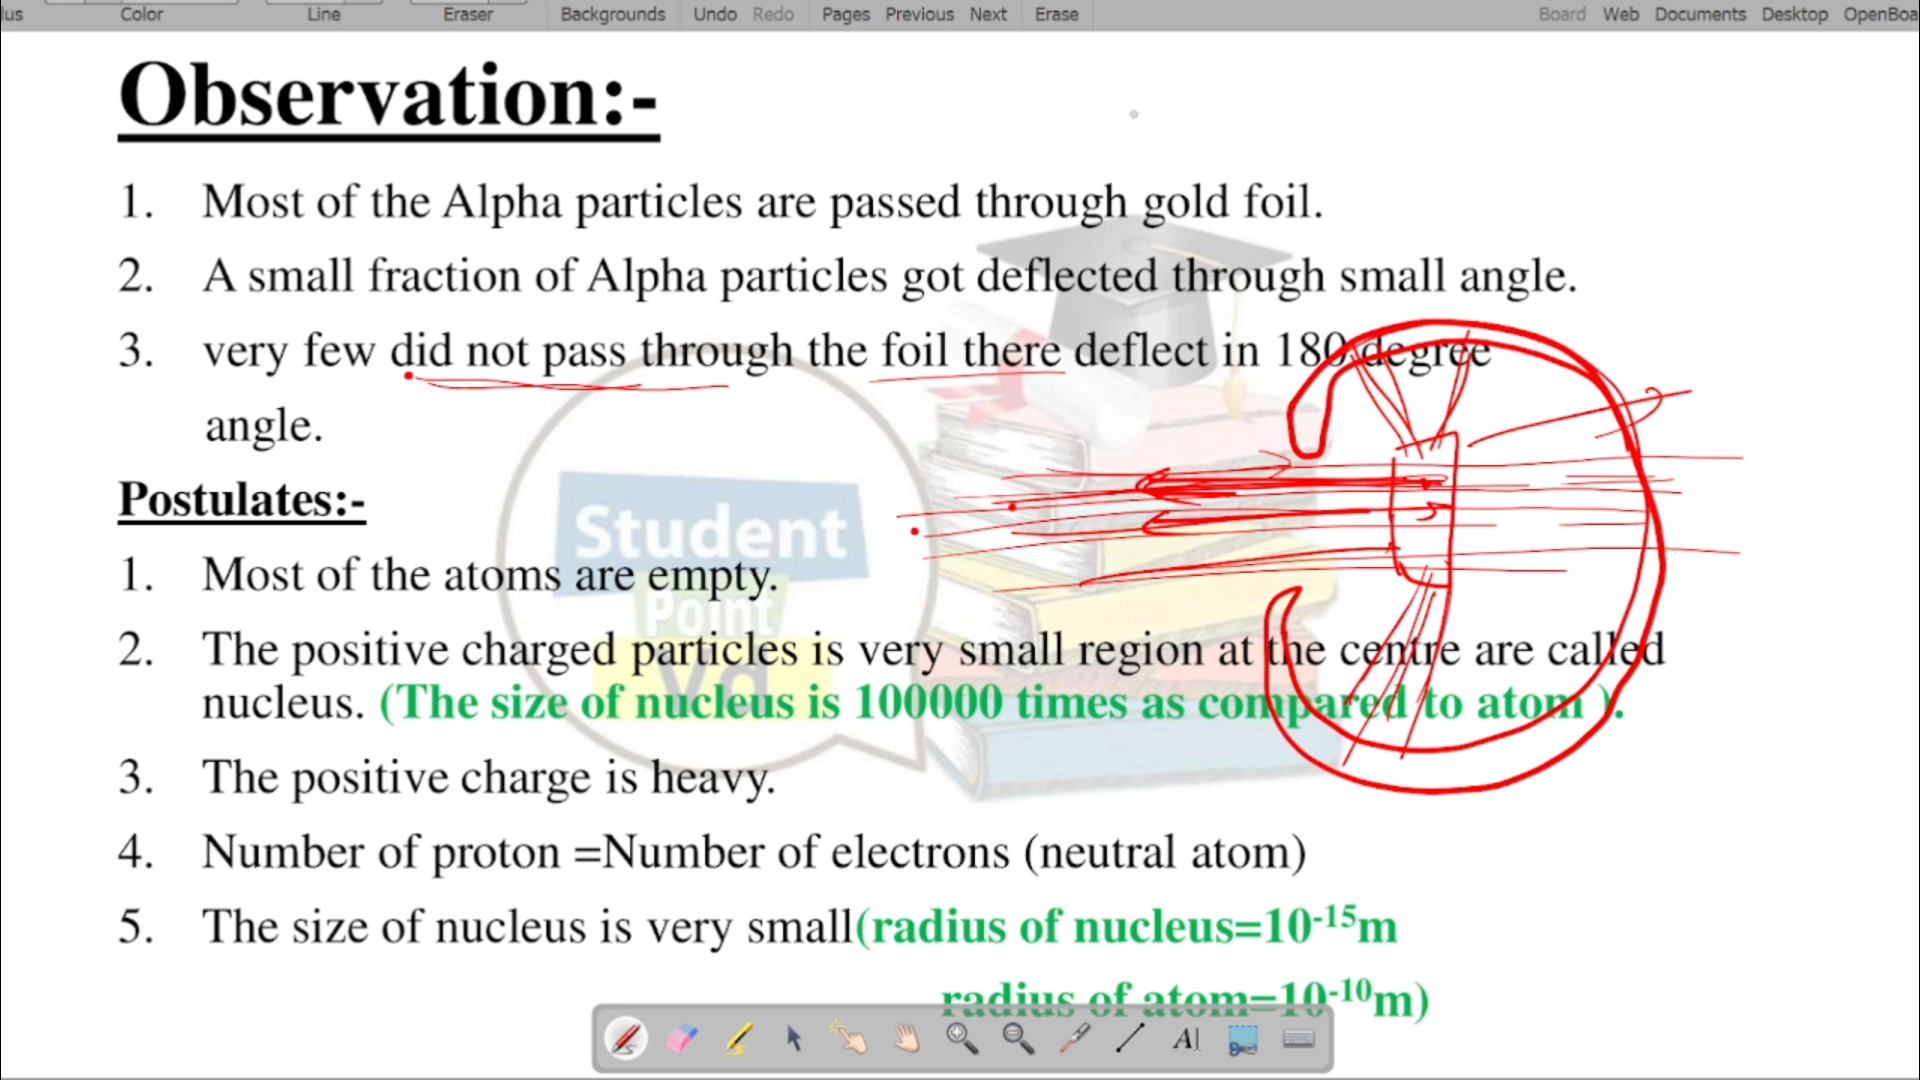 lus Color Line Eraser Backgrounds Undo Redo Pages Previous Next Erase Board Web Documents Desktop OpenBoa
Observation:-
1. Most of the Alpha particles are passed through gold foil.
2. A small fraction of Alpha particles got deflected through small angle.
3. very few did not pass through the foil there deflect in 180 degree
angle.
Postulates:-
Student
1. Most of the atoms are empty.
Point
2. The positive charged particles is very small region at the centre are called
nucleus. (The size of nucleus is 100000 times as compared to atom ).
3. The positive charge is heavy.
4. Number of proton =Number of electrons (neutral atom)
5. The size of nucleus is very small(radius of nucleus=10⁻¹⁵m
radius of atom=10⁻¹⁰m)